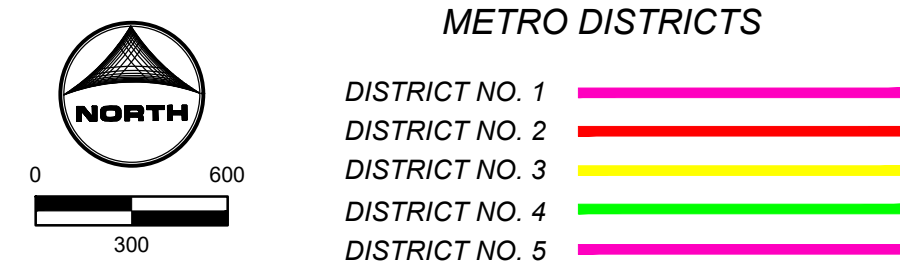 METRO DISTRICTS
NORTH
0 600
300
DISTRICT NO. 1
DISTRICT NO. 2
DISTRICT NO. 3
DISTRICT NO. 4
DISTRICT NO. 5